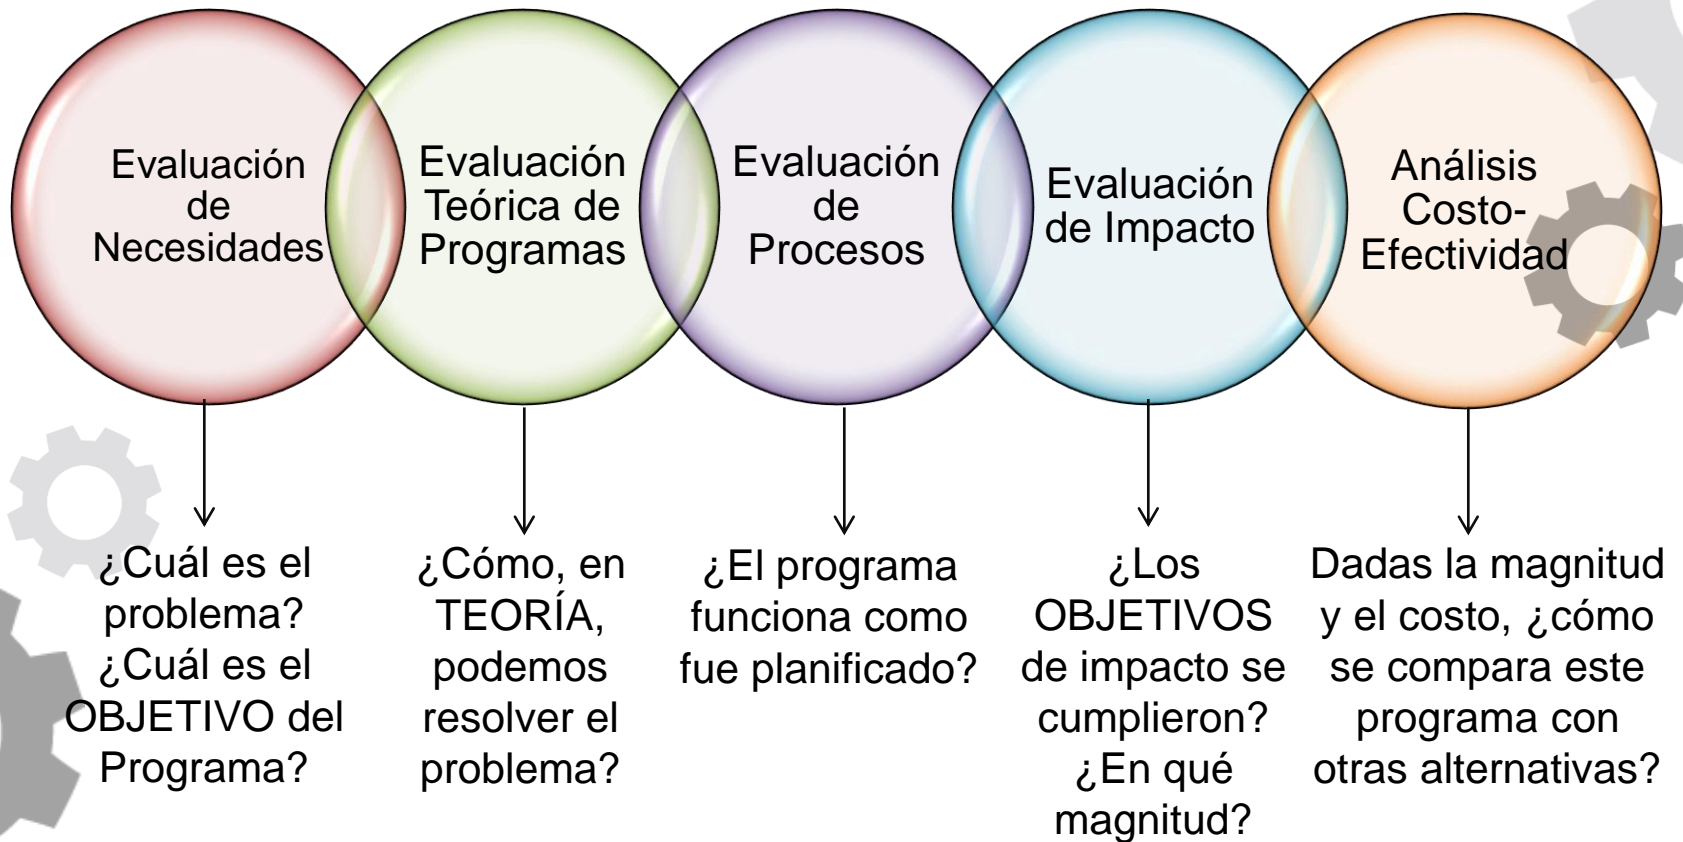 Evaluación
de
Necesidades
Evaluación
Teórica de
Programas
Evaluación
de
Procesos
Evaluación
de Impacto
Análisis
Costo-
Efectividad
¿Cuál es el
problema?
¿Cuál es el
OBJETIVO del
Programa?
¿Cómo, en
TEORÍA,
podemos
resolver el
problema?
¿El programa
funciona como
fue planificado?
¿Los
OBJETIVOS
de impacto se
cumplieron?
¿En qué
magnitud?
Dadas la magnitud
y el costo, ¿cómo
se compara este
programa con
otras alternativas?